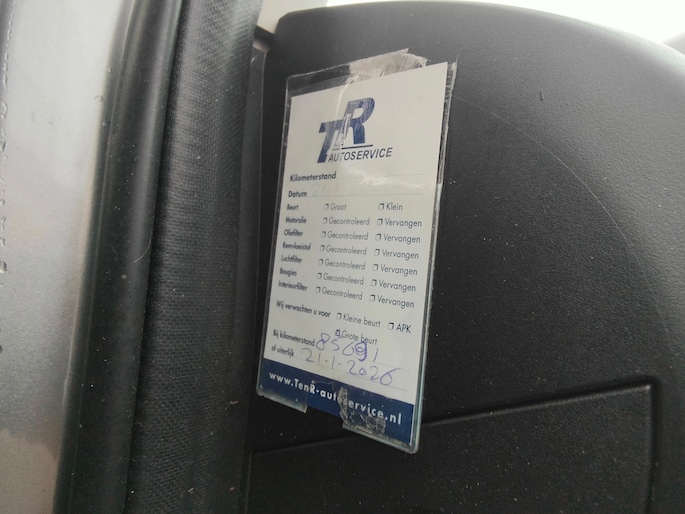 TR
AUTOSERVICE
Kilometerstand
Datum
Beurt Groot Klein
Motorolie Gecontroleerd Vervangen
Oliefilter Gecontroleerd Vervangen
Remvloeistof Gecontroleerd Vervangen
Luchtfilter Gecontroleerd Vervangen
Bougies Gecontroleerd Vervangen
Interieurfilter Gecontroleerd Vervangen
Wij verwachten u voor Kleine beurt APK
Grote beurt
Bij kilometerstand 85691
of uiterlijk 21-1-2026
www.TenR-autoservice.nl